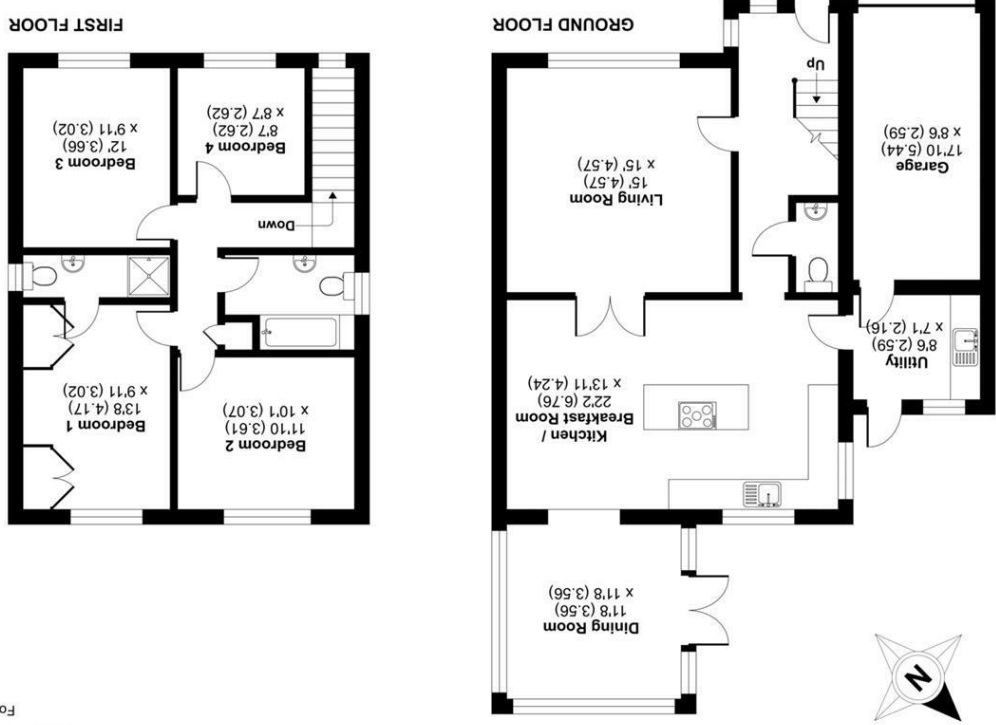 N
Dining Room
11'8 (3.56)
x 11'8 (3.56)
Kitchen /
Breakfast Room
22'2 (6.76)
x 13'11 (4.24)
Utility
8'6 (2.59)
x 7'1 (2.16)
Living Room
15' (4.57)
x 15' (4.57)
Garage
17'10 (5.44)
x 8'6 (2.59)
Up
GROUND FLOOR
Bedroom 2
11'10 (3.61)
x 10'1 (3.07)
Bedroom 1
13'8 (4.17)
x 9'11 (3.02)
Down
Bedroom 4
8'7 (2.62)
x 8'7 (2.62)
Bedroom 3
12' (3.66)
x 9'11 (3.02)
FIRST FLOOR